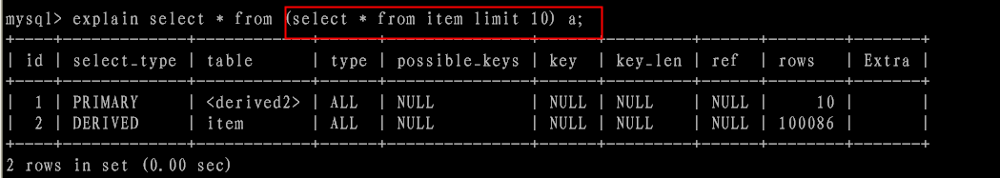 mysql> explain select * from (select * from item limit 10) a;
+----+-------------+------------+------+---------------+------+---------+------+--------+-------+
| id | select_type | table      | type | possible_keys | key  | key_len | ref  | rows   | Extra |
+----+-------------+------------+------+---------------+------+---------+------+--------+-------+
|  1 | PRIMARY     | <derived2> | ALL  | NULL          | NULL | NULL    | NULL |     10 |       |
|  2 | DERIVED     | item       | ALL  | NULL          | NULL | NULL    | NULL | 100086 |       |
+----+-------------+------------+------+---------------+------+---------+------+--------+-------+
2 rows in set (0.00 sec)